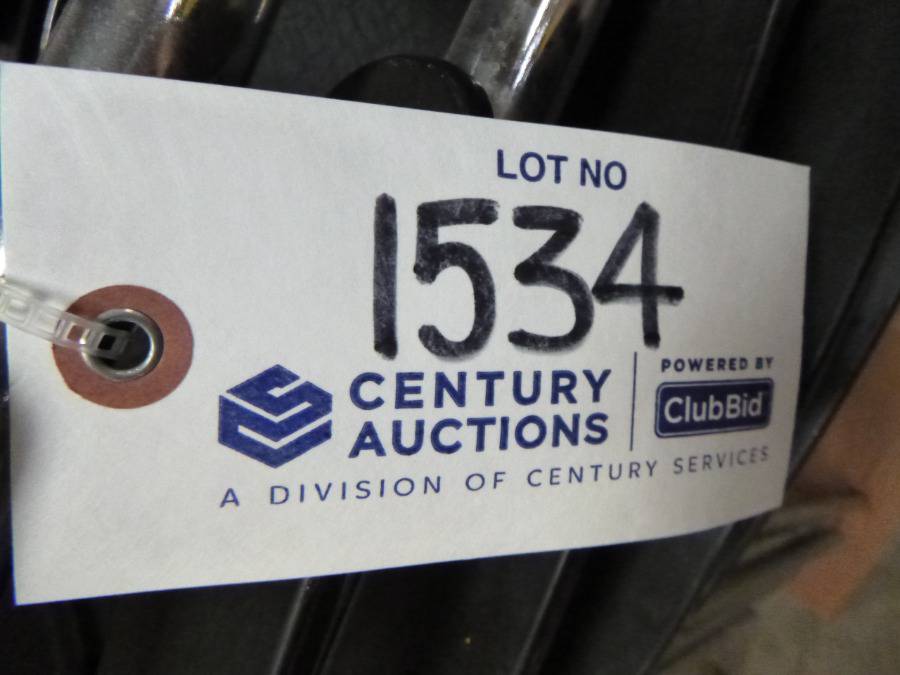 LOT NO
1534
CENTURY
AUCTIONS
POWERED BY
ClubBid
A DIVISION OF CENTURY SERVICES